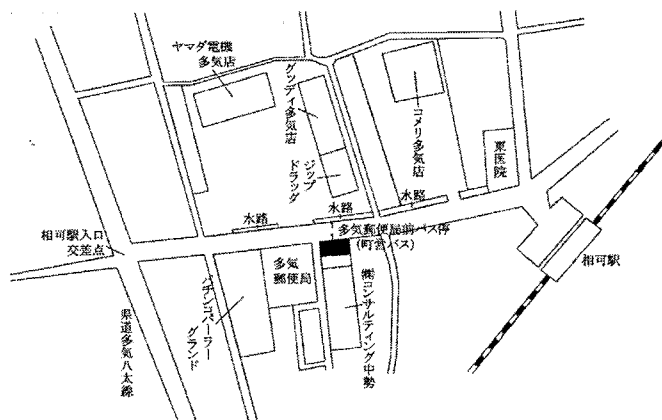 ヤマダ電機
多気店
グッディ多気店
ジップ
ドラッグ
コメリ多気店
東医院
水路
水路
水路
相可駅入口
交差点
多気郵便局前バス停
(町営バス)
相可駅
多気
郵便局
パチンコパーラー
グランド
㈱コンサルティング中勢
県道多気八太線